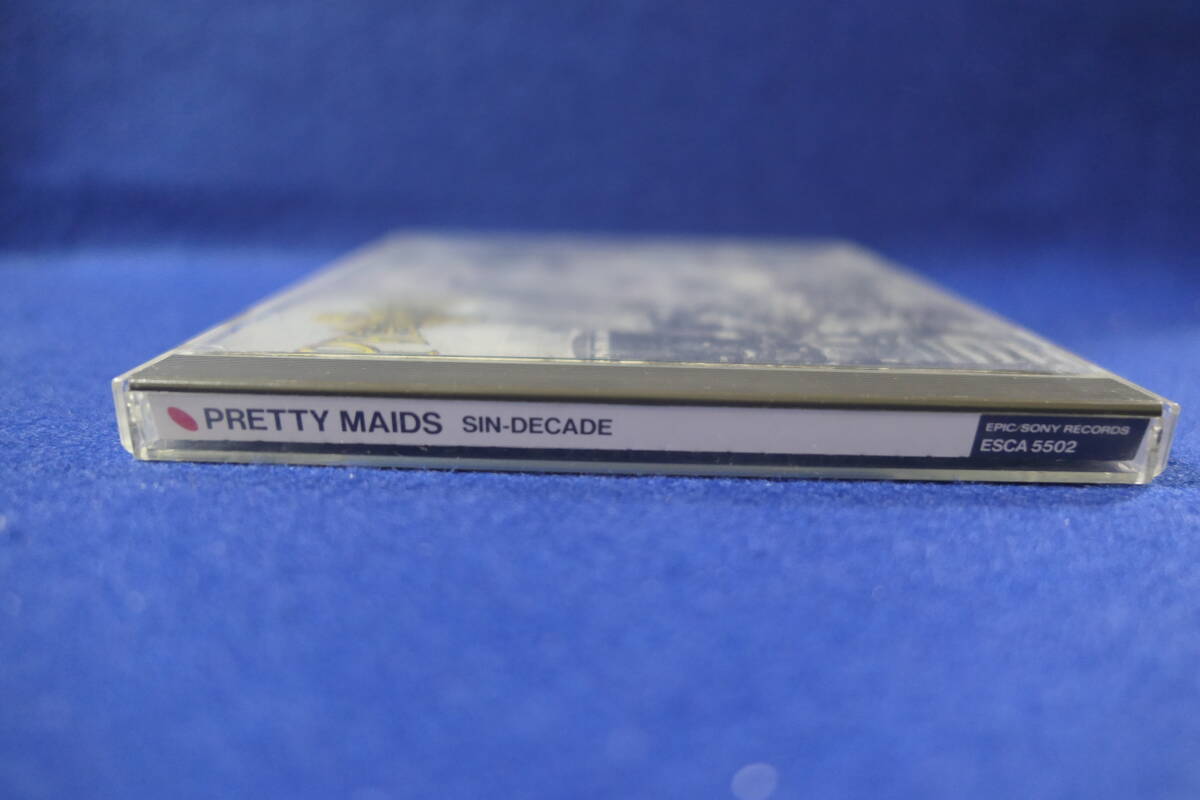 PRETTY MAIDS SIN-DECADE
EPIC/SONY RECORDS
ESCA 5502